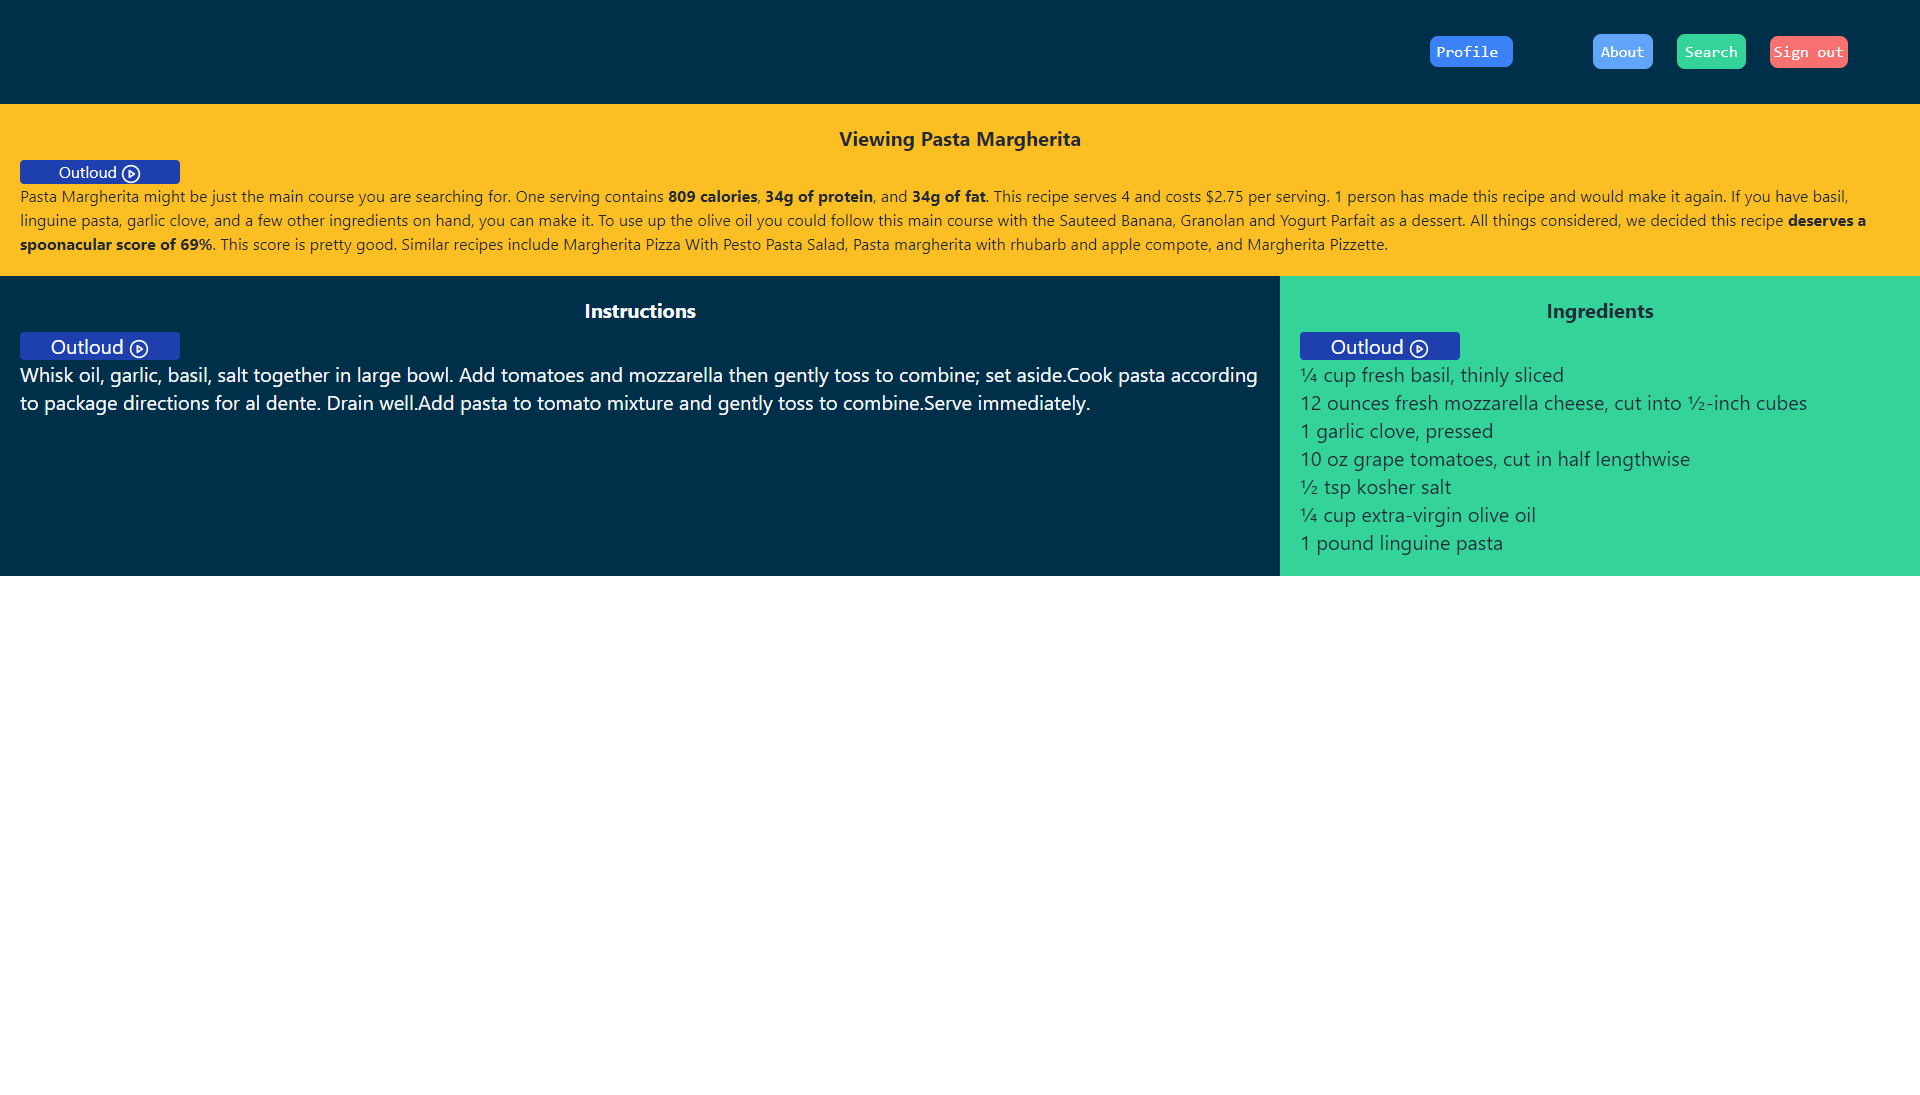 Profile About Search Sign out
Viewing Pasta Margherita
Outloud
Pasta Margherita might be just the main course you are searching for. One serving contains 809 calories, 34g of protein, and 34g of fat. This recipe serves 4 and costs $2.75 per serving. 1 person has made this recipe and would make it again. If you have basil,
linguine pasta, garlic clove, and a few other ingredients on hand, you can make it. To use up the olive oil you could follow this main course with the Sauteed Banana, Granolan and Yogurt Parfait as a dessert. All things considered, we decided this recipe deserves a
spoonacular score of 69%. This score is pretty good. Similar recipes include Margherita Pizza With Pesto Pasta Salad, Pasta margherita with rhubarb and apple compote, and Margherita Pizzette.
Instructions
Outloud
Whisk oil, garlic, basil, salt together in large bowl. Add tomatoes and mozzarella then gently toss to combine; set aside.Cook pasta according
to package directions for al dente. Drain well.Add pasta to tomato mixture and gently toss to combine.Serve immediately.
Ingredients
Outloud
¼ cup fresh basil, thinly sliced
12 ounces fresh mozzarella cheese, cut into ½-inch cubes
1 garlic clove, pressed
10 oz grape tomatoes, cut in half lengthwise
½ tsp kosher salt
¼ cup extra-virgin olive oil
1 pound linguine pasta